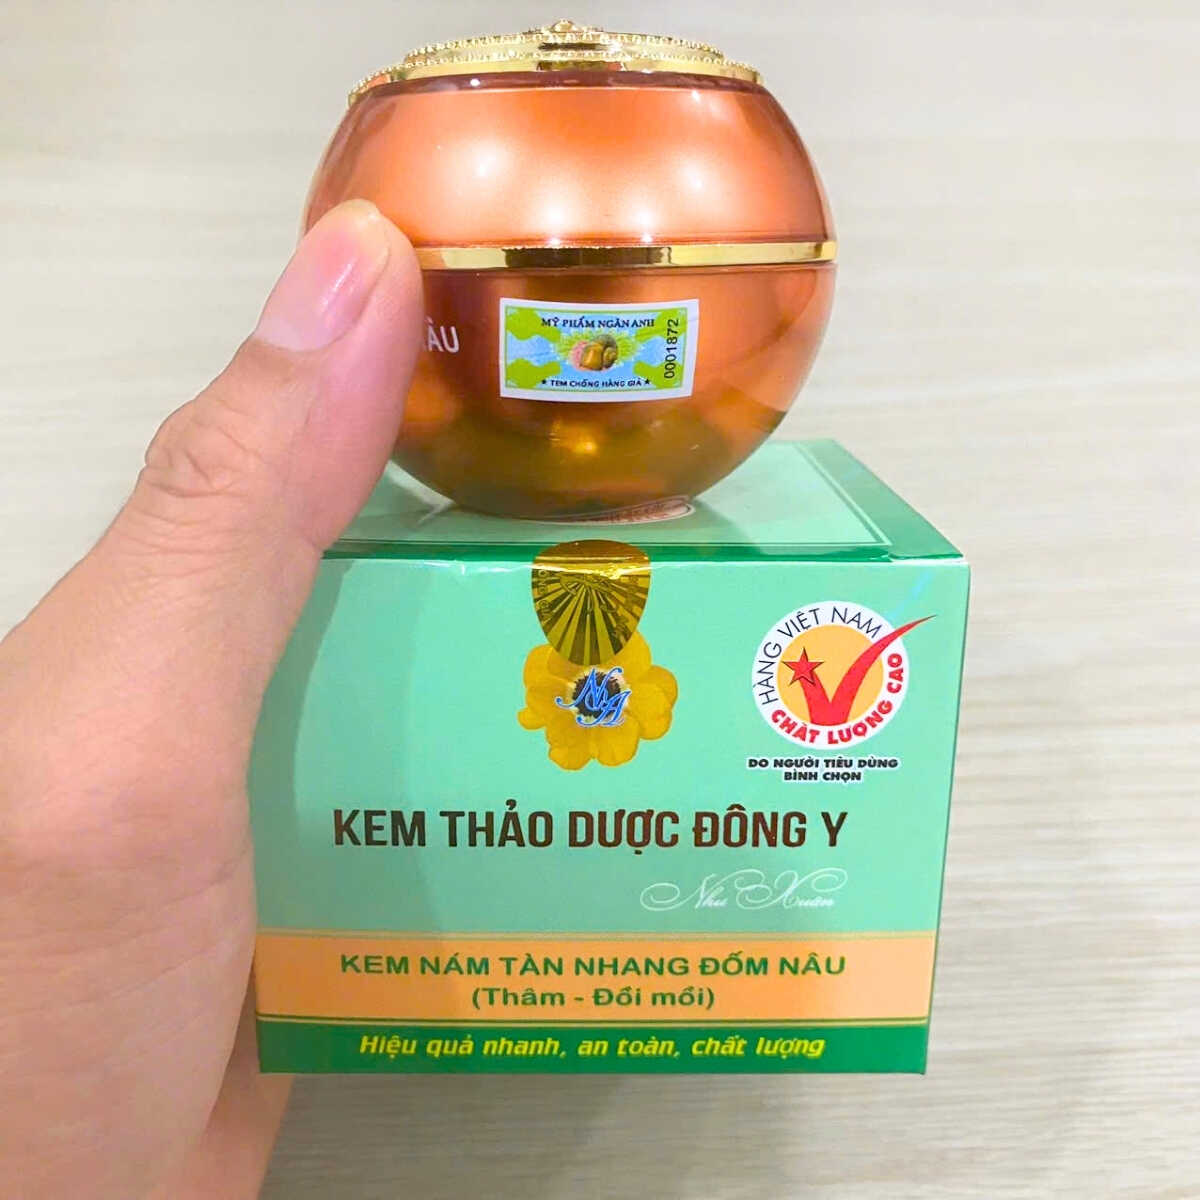 ÀU
MỸ PHẨM NGÂN ANH
0001872
★ TEM CHỐNG HÀNG GIẢ ★
NA
HÀNG VIỆT NAM
CHẤT LƯỢNG CAO
DO NGƯỜI TIÊU DÙNG
BÌNH CHỌN
KEM THẢO DƯỢC ĐÔNG Y
Như Xuân
KEM NÁM TÀN NHANG ĐỐM NÂU
(Thâm - Đồi mồi)
Hiệu quả nhanh, an toàn, chất lượng